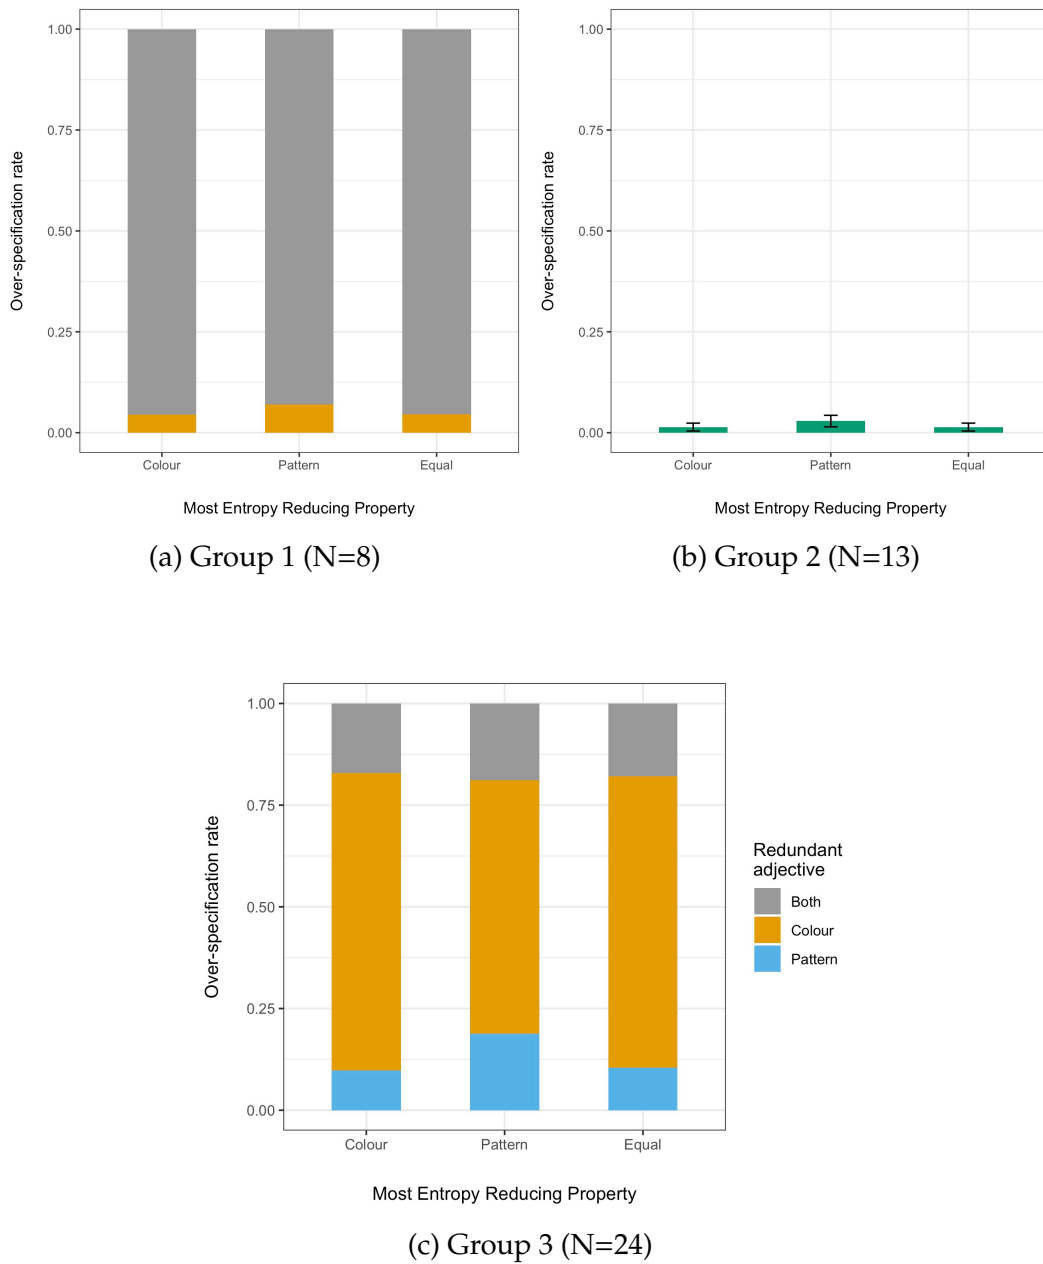 1.00
0.75
0.50
0.25
0.00
Over-specification rate
Colour Pattern Equal
Most Entropy Reducing Property
(a) Group 1 (N=8)
1.00
0.75
0.50
0.25
0.00
Over-specification rate
Colour Pattern Equal
Most Entropy Reducing Property
(b) Group 2 (N=13)
1.00
0.75
0.50
0.25
0.00
Over-specification rate
Colour Pattern Equal
Most Entropy Reducing Property
Redundant
adjective
Both
Colour
Pattern
(c) Group 3 (N=24)